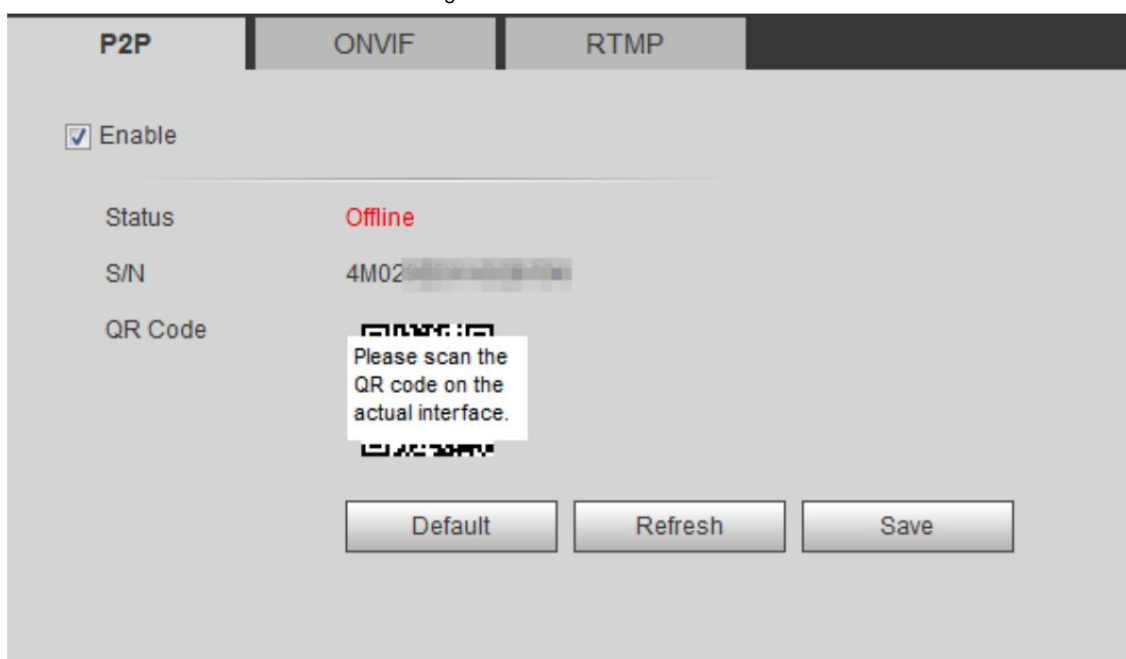 P2P ONVIF RTMP
Enable
Status Offline
S/N 4M02
QR Code
Please scan the
QR code on the
actual interface.
Default Refresh Save